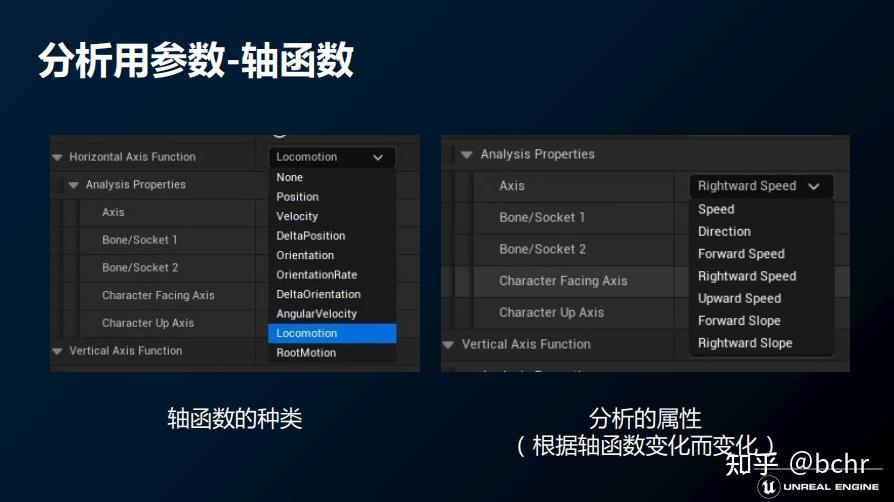 分析用参数-轴函数
Horizontal Axis Function
Locomotion
Analysis Properties
Axis
Bone/Socket 1
Bone/Socket 2
Character Facing Axis
Character Up Axis
Vertical Axis Function
None
Position
Velocity
DeltaPosition
Orientation
OrientationRate
DeltaOrientation
AngularVelocity
Locomotion
RootMotion
Analysis Properties
Axis
Rightward Speed
Bone/Socket 1
Bone/Socket 2
Character Facing Axis
Character Up Axis
Vertical Axis Function
Speed
Direction
Forward Speed
Rightward Speed
Upward Speed
Forward Slope
Rightward Slope
轴函数的种类
分析的属性
（根据轴函数变化而变化）
知乎 @bchr
UNREAL ENGINE